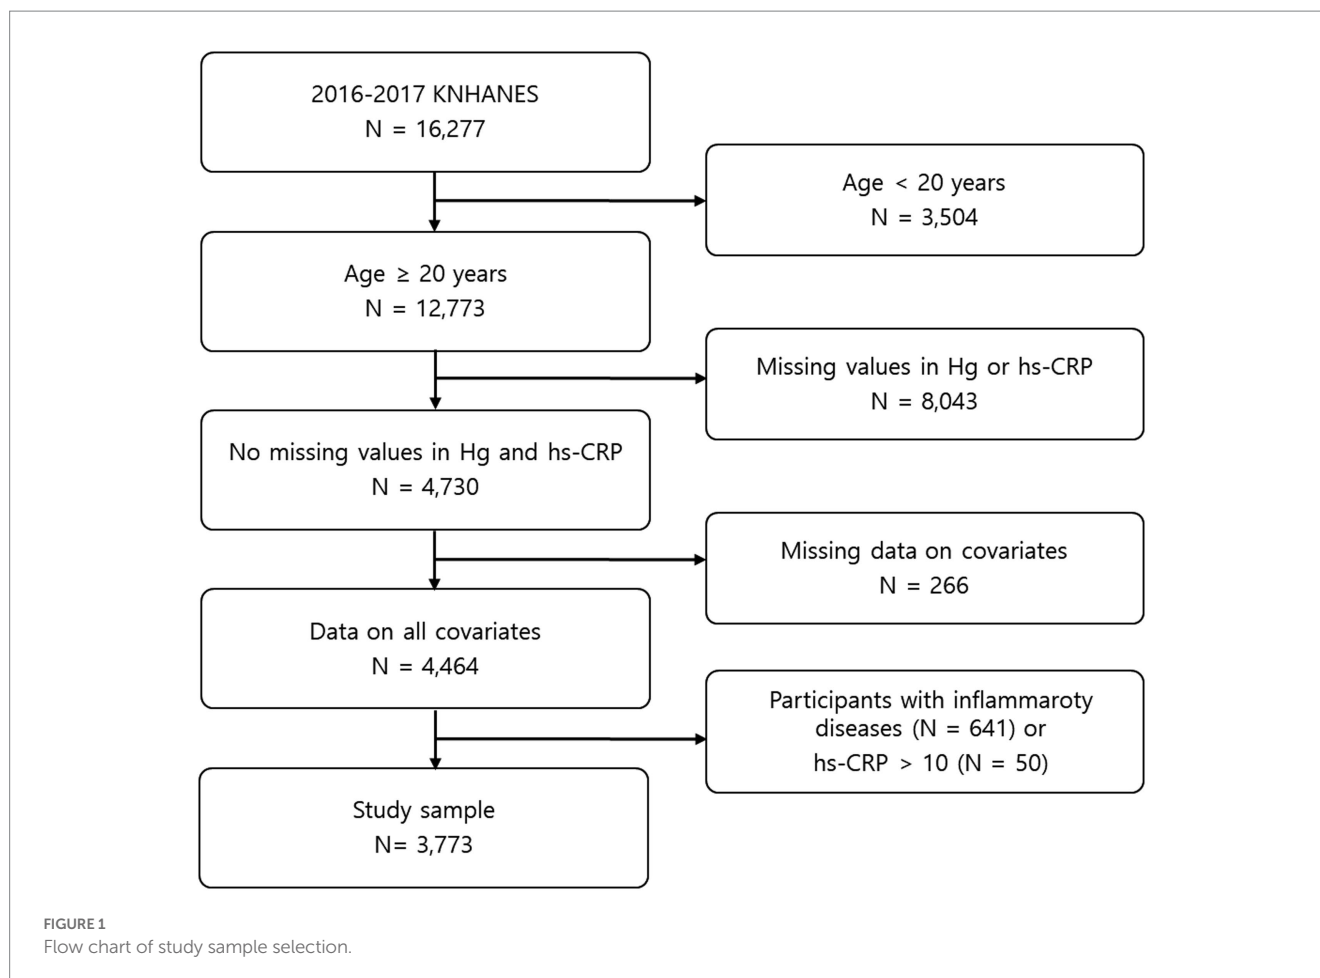 2016-2017 KNHANES
N = 16,277
Age < 20 years
N = 3,504
Age ≥ 20 years
N = 12,773
Missing values in Hg or hs-CRP
N = 8,043
No missing values in Hg and hs-CRP
N = 4,730
Missing data on covariates
N = 266
Data on all covariates
N = 4,464
Participants with inflammaroty
diseases (N = 641) or
hs-CRP > 10 (N = 50)
Study sample
N= 3,773
FIGURE 1
Flow chart of study sample selection.